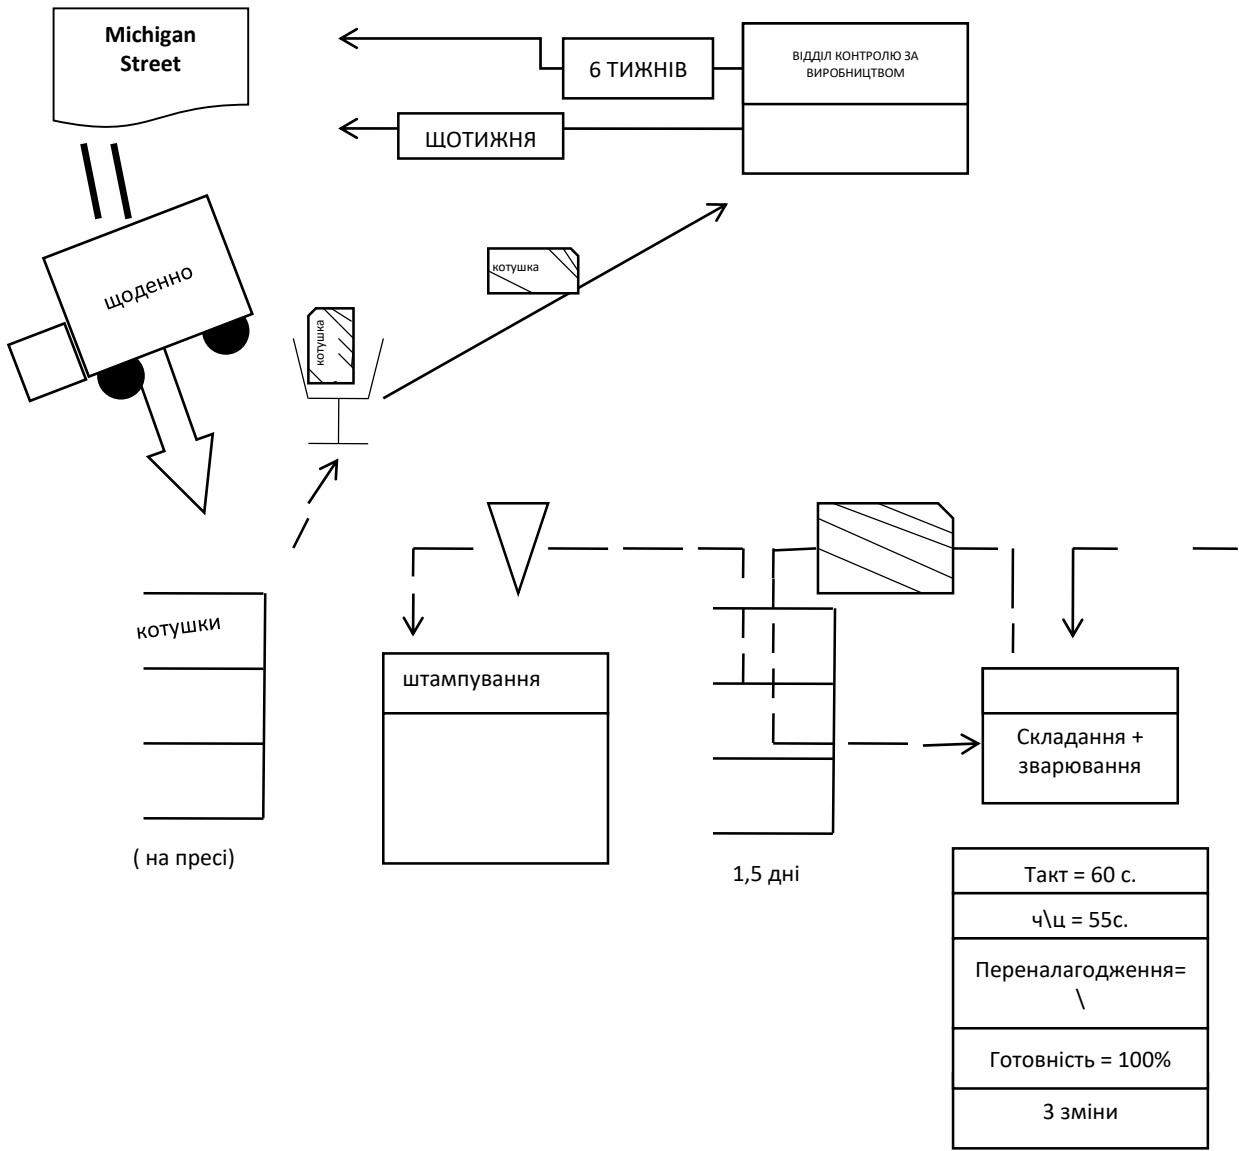 Michigan
Street
6 ТИЖНІВ
ВІДДІЛ КОНТРОЛЮ ЗА
ВИРОБНИЦТВОМ
ЩОТИЖНЯ
щоденно
котушка
котушка
котушки
штампування
Складання +
зварювання
( на пресі)
1,5 дні
Такт = 60 с.
ч\ц = 55с.
Переналагодження=
\
Готовність = 100%
3 зміни